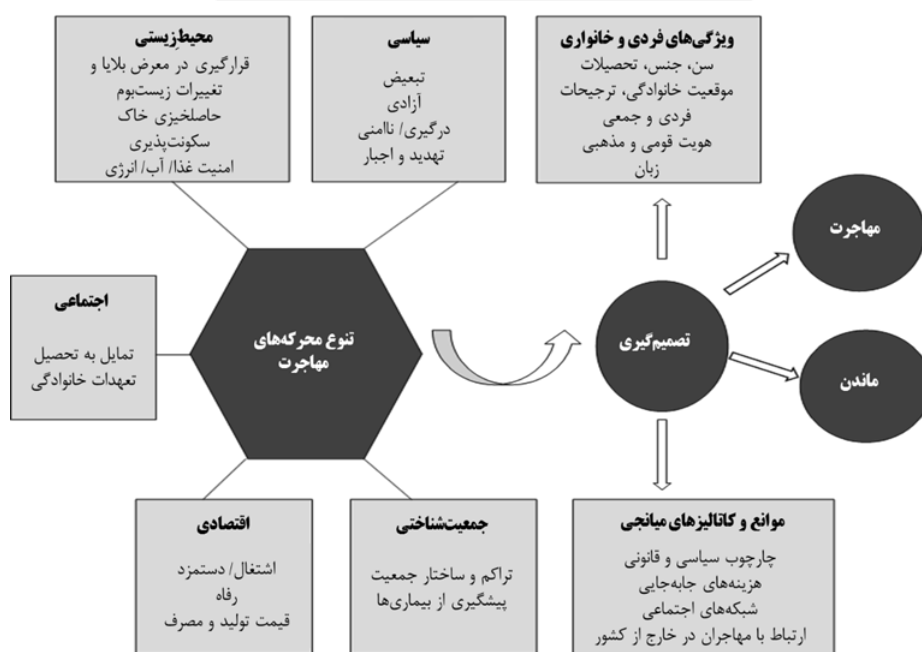 محیط‌زیستی
قرارگیری در معرض بلایا و
تغییرات زیست‌بوم
حاصلخیزی خاک
سکونت‌پذیری
امنیت غذا/ آب/ انرژی
سیاسی
تبعیض
آزادی
درگیری/ ناامنی
تهدید و اجبار
ویژگی‌های فردی و خانواری
سن، جنس، تحصیلات
موقعیت خانوادگی، ترجیحات
فردی و جمعی
هویت قومی و مذهبی
زبان
اجتماعی
تمایل به تحصیل
تعهدات خانوادگی
تنوع محرکه‌های
مهاجرت
تصمیم‌گیری
مهاجرت
ماندن
اقتصادی
اشتغال/ دستمزد
رفاه
قیمت تولید و مصرف
جمعیت‌شناختی
تراکم و ساختار جمعیت
پیشگیری از بیماری‌ها
موانع و کاتالیزهای میانجی
چارچوب سیاسی و قانونی
هزینه‌های جابه‌جایی
شبکه‌های اجتماعی
ارتباط با مهاجران در خارج از کشور